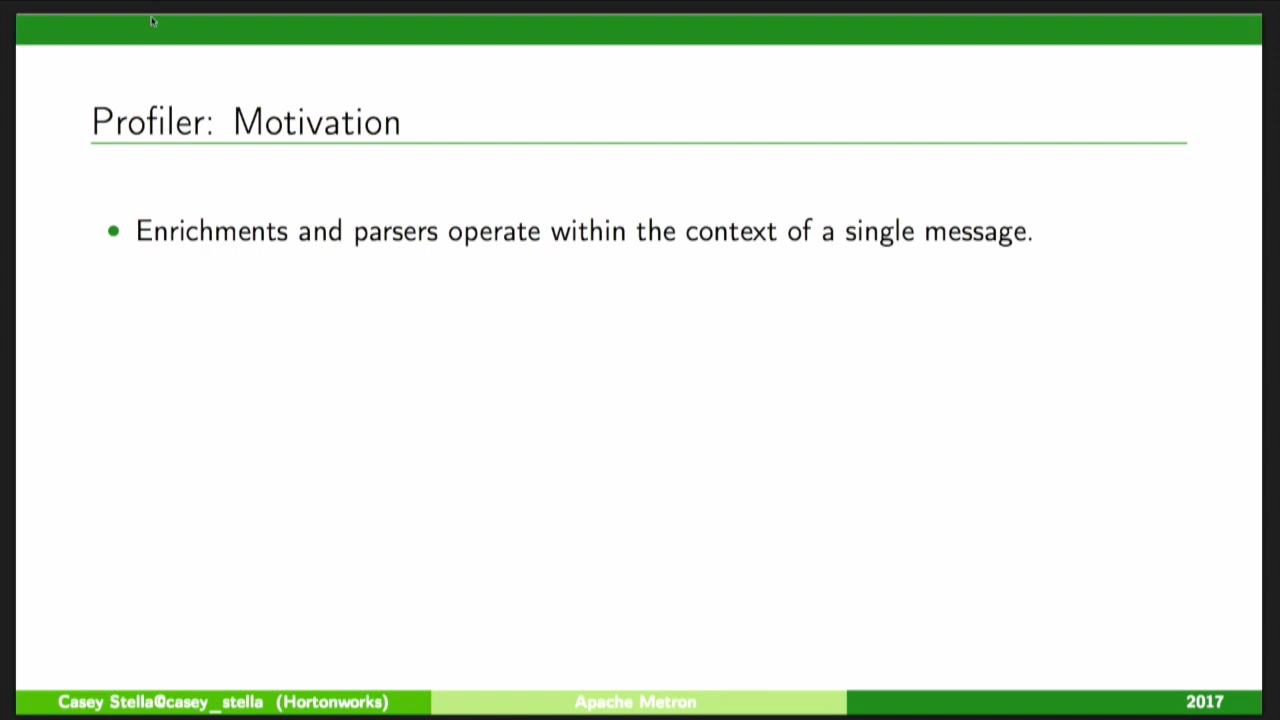 Profiler: Motivation
Enrichments and parsers operate within the context of a single message.
Casey Stella@casey_stella (Hortonworks)
Apache Metron
2017